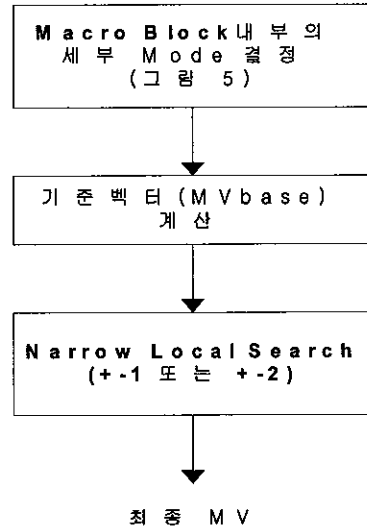 Macro Block내부의
세부 Mode 결정
(그림 5)
기준벡터(MVbase)
계산
Narrow Local Search
(+-1 또는 +-2)
최종 MV